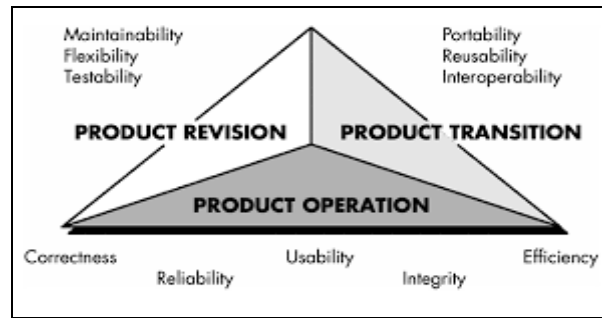 Maintainability
Flexibility
Testability
Portability
Reusability
Interoperability
PRODUCT REVISION
PRODUCT TRANSITION
PRODUCT OPERATION
Correctness
Reliability
Usability
Integrity
Efficiency